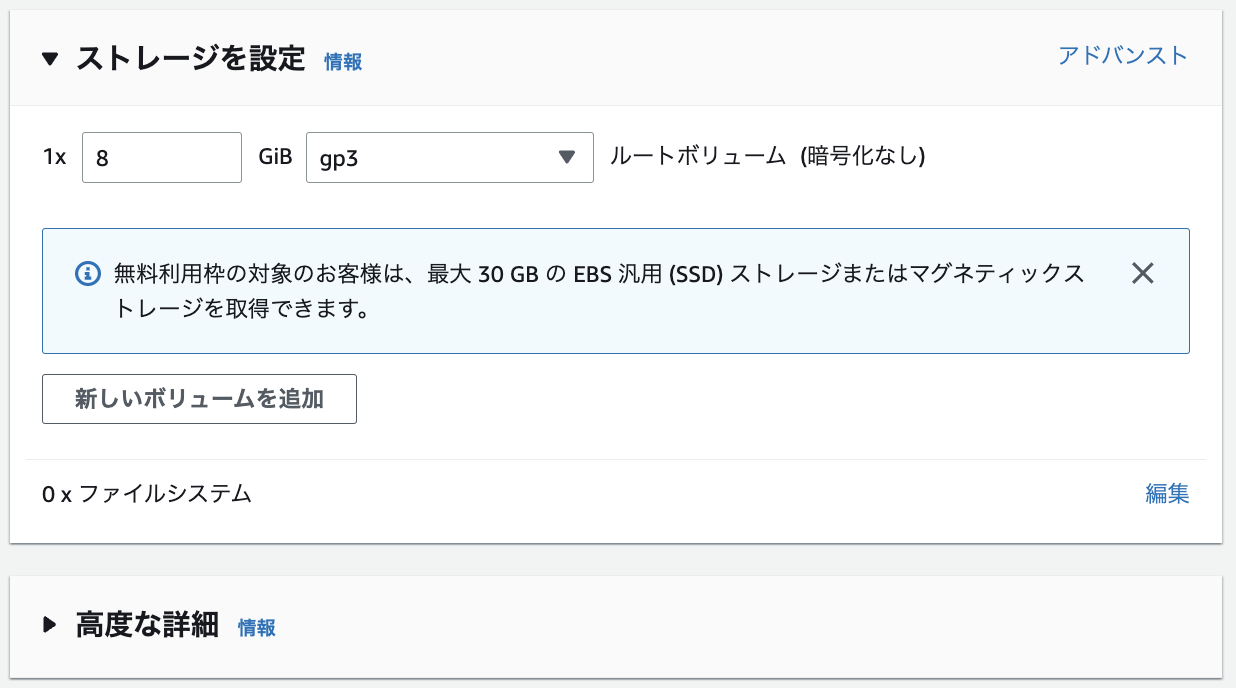 ストレージを設定 情報 アドバンスト
1x 8 GiB gp3 ルートボリューム (暗号化なし)
無料利用枠の対象のお客様は、最大 30 GB の EBS 汎用 (SSD) ストレージまたはマグネティックス
トレージを取得できます。
新しいボリュームを追加
0 x ファイルシステム 編集
高度な詳細 情報